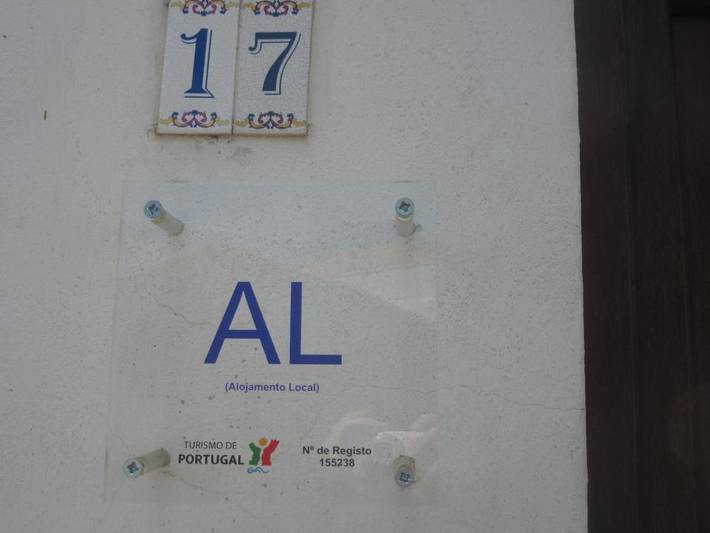 17
AL
(Alojamento Local)
TURISMO DE
PORTUGAL
Nº de Registo
155238